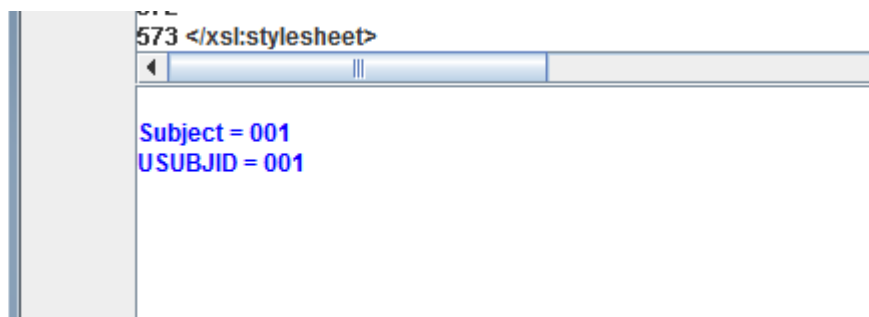 573 </xsl:stylesheet>
Subject = 001
USUBJID = 001